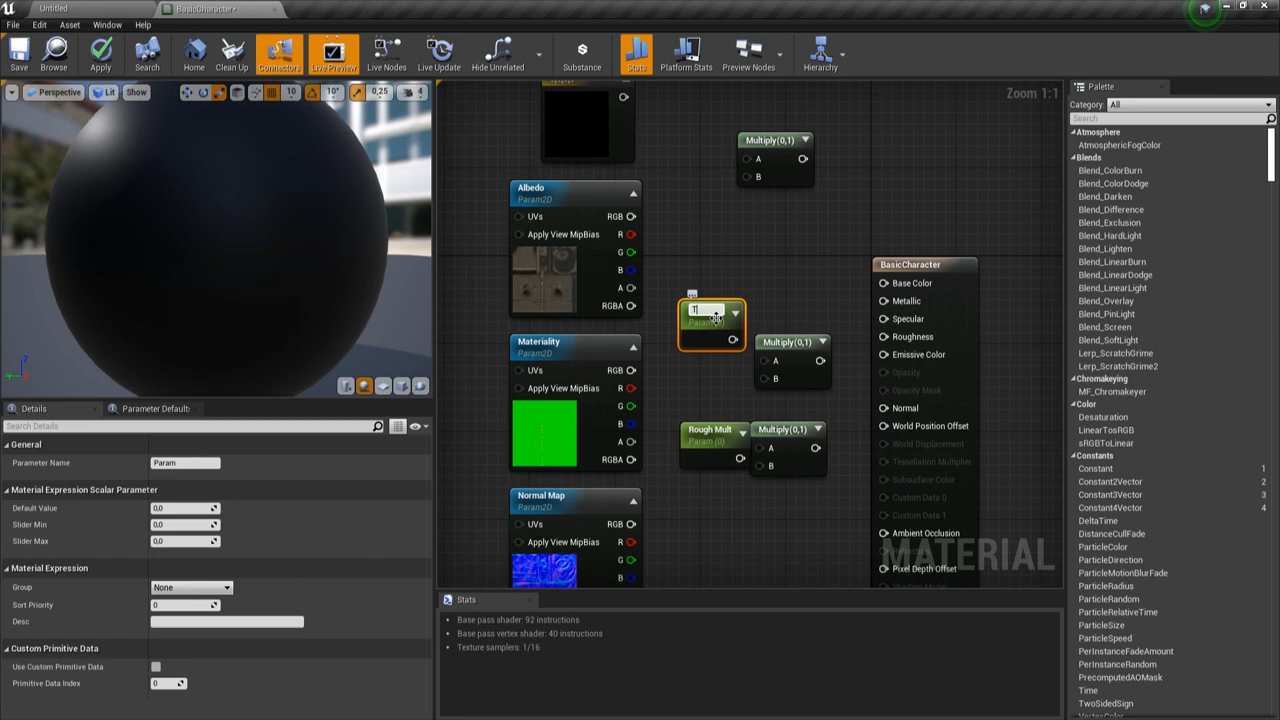 Untitled
BasicCharacter*
File Edit Asset Window Help
Save Browse Apply Search Home Clean Up Connectors Live Preview Live Nodes Live Update Hide Unrelated Substance Stats Platform Stats Preview Nodes Hierarchy
Perspective Lit Show 10 10° 0,25 4
Zoom 1:1
Multiply(0,1)
A
B
Albedo
Param2D
UVs RGB
Apply View MipBias R
G
B
A
RGBA
T
Param (0)
Multiply(0,1)
A
B
Materiality
Param2D
UVs RGB
Apply View MipBias R
G
B
A
RGBA
Rough Mult
Param (0)
Multiply(0,1)
A
B
Normal Map
Param2D
UVs RGB
Apply View MipBias R
G
B
BasicCharacter
Base Color
Metallic
Specular
Roughness
Emissive Color
Opacity
Opacity Mask
Normal
World Position Offset
World Displacement
Tessellation Multiplier
Subsurface Color
Custom Data 0
Custom Data 1
Ambient Occlusion
Pixel Depth Offset
MATERIAL
Details
Parameter Default
Search Details
General
Parameter Name Param
Material Expression Scalar Parameter
Default Value 0,0
Slider Min 0,0
Slider Max 0,0
Material Expression
Group None
Sort Priority 0
Desc
Custom Primitive Data
Use Custom Primitive Data
Primitive Data Index 0
Stats
Base pass shader: 92 instructions
Base pass vertex shader: 40 instructions
Texture samplers: 1/16
Palette
Category: All
Search
Atmosphere
AtmosphericFogColor
Blends
Blend_ColorBurn
Blend_ColorDodge
Blend_Darken
Blend_Difference
Blend_Exclusion
Blend_HardLight
Blend_Lighten
Blend_LinearBurn
Blend_LinearDodge
Blend_LinearLight
Blend_Overlay
Blend_PinLight
Blend_Screen
Blend_SoftLight
Lerp_ScratchGrime
Lerp_ScratchGrime2
Chromakeying
MF_Chromakeyer
Color
Desaturation
LinearTosRGB
sRGBToLinear
Constants
Constant 1
Constant2Vector 2
Constant3Vector 3
Constant4Vector 4
DeltaTime
DistanceCullFade
ParticleColor
ParticleDirection
ParticleMotionBlurFade
ParticleRadius
ParticleRandom
ParticleRelativeTime
ParticleSize
ParticleSpeed
PerInstanceFadeAmount
PerInstanceRandom
PrecomputedAOMask
Time
TwoSidedSign